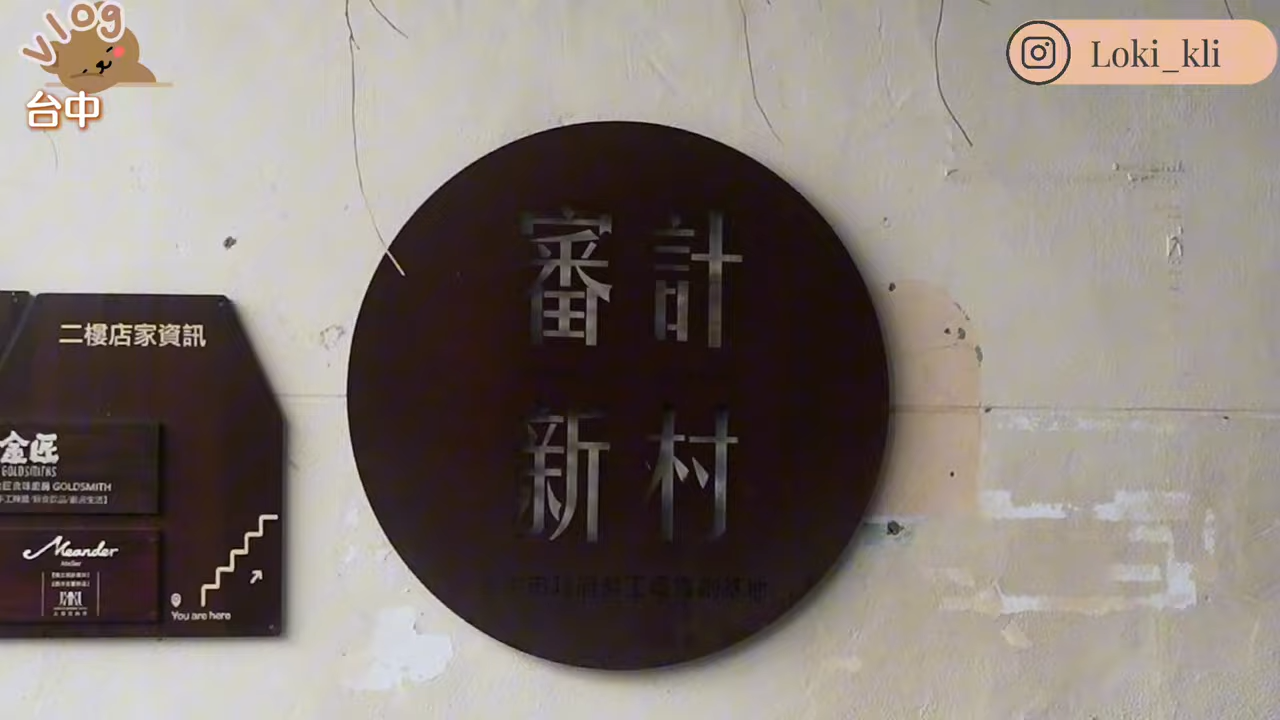 vlog
台中
Loki_kli
審計
新村
二樓店家資訊
金匠
GOLDSMITHS
GOLDSMITH
Meander
Atelier
You are here